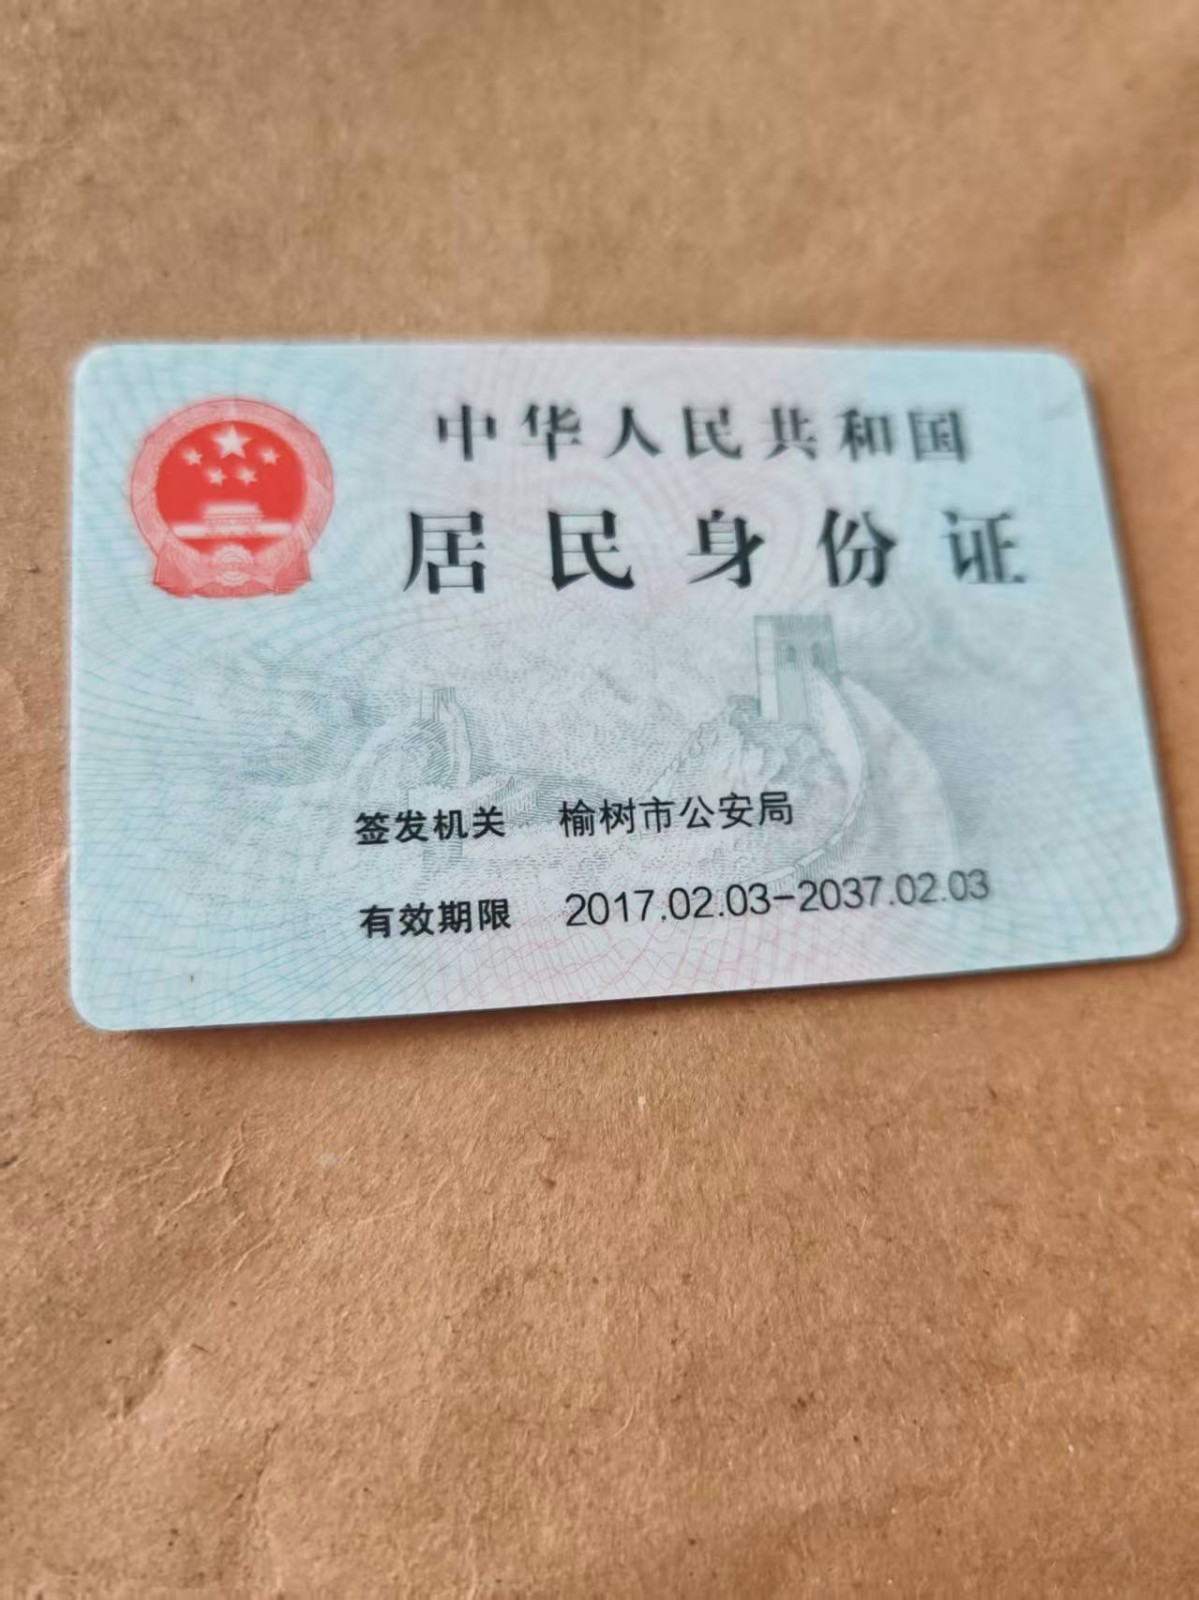 中华人民共和国
居民身份证
签发机关 榆树市公安局
有效期限 2017.02.03-2037.02.03